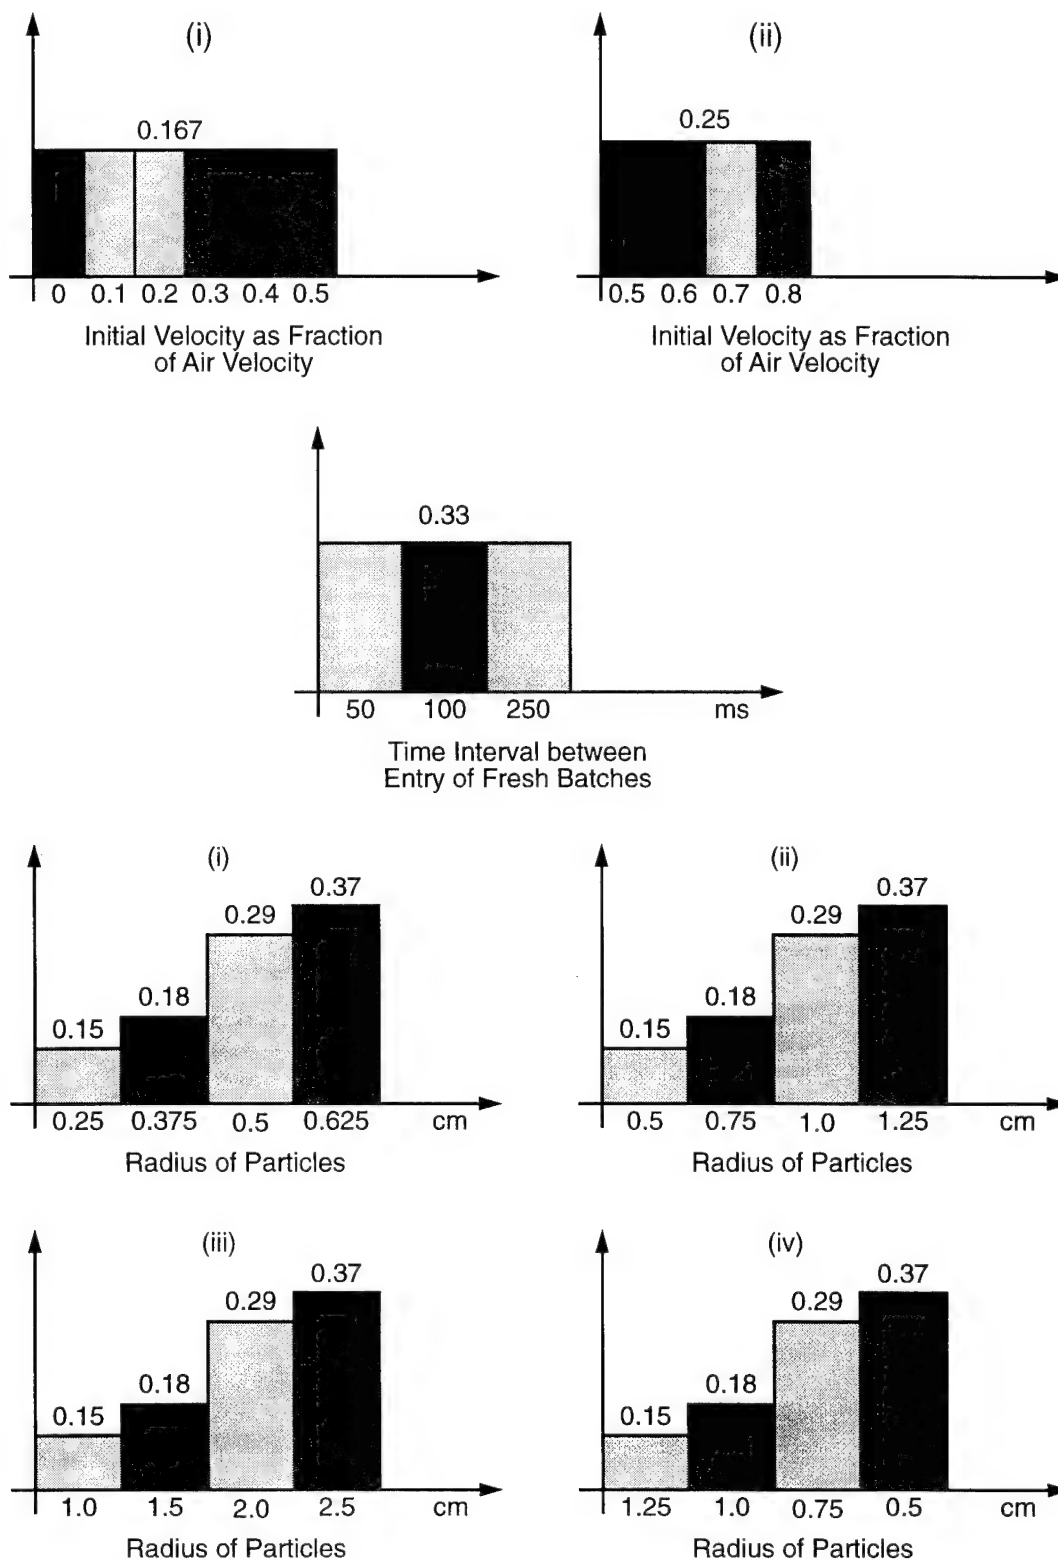 (i)
0.167
0 0.1 0.2 0.3 0.4 0.5
Initial Velocity as Fraction
of Air Velocity
(ii)
0.25
0.5 0.6 0.7 0.8
Initial Velocity as Fraction
of Air Velocity
0.33
50 100 250 ms
Time Interval between
Entry of Fresh Batches
(i)
0.37
0.29
0.18
0.15
0.25 0.375 0.5 0.625 cm
Radius of Particles
(ii)
0.37
0.29
0.18
0.15
0.5 0.75 1.0 1.25 cm
Radius of Particles
(iii)
0.37
0.29
0.18
0.15
1.0 1.5 2.0 2.5 cm
Radius of Particles
(iv)
0.37
0.29
0.18
0.15
1.25 1.0 0.75 0.5 cm
Radius of Particles